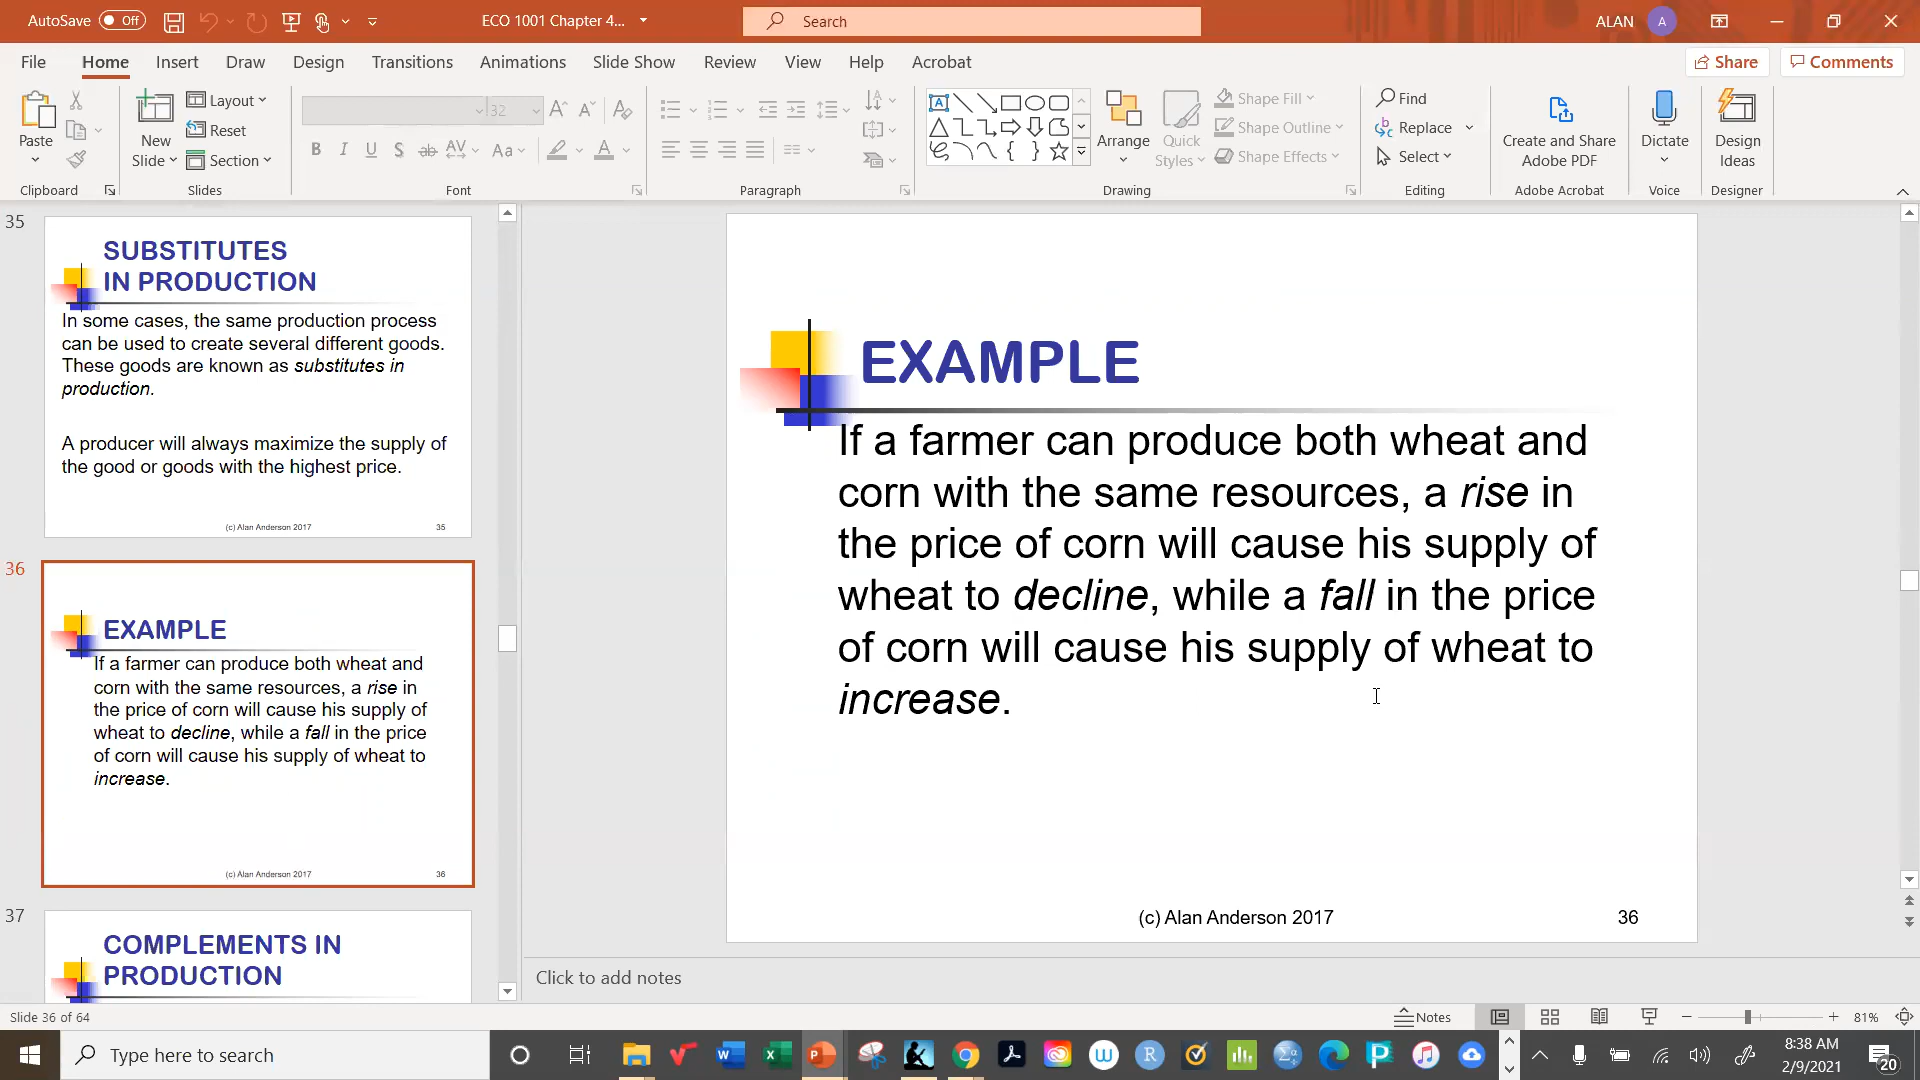 AutoSave Off
ECO 1001 Chapter 4...
Search
ALAN A
File Home Insert Draw Design Transitions Animations Slide Show Review View Help Acrobat
Share Comments
Paste
Clipboard
New Slide
Layout
Reset
Section
Slides
32
Font
Paragraph
Arrange
Quick Styles
Shape Fill
Shape Outline
Shape Effects
Drawing
Find
Replace
Select
Editing
Create and Share
Adobe PDF
Adobe Acrobat
Dictate
Voice
Design
Ideas
Designer
35
SUBSTITUTES
IN PRODUCTION
In some cases, the same production process
can be used to create several different goods.
These goods are known as substitutes in
production.
A producer will always maximize the supply of
the good or goods with the highest price.
(c) Alan Anderson 2017 35
36
EXAMPLE
If a farmer can produce both wheat and
corn with the same resources, a rise in
the price of corn will cause his supply of
wheat to decline, while a fall in the price
of corn will cause his supply of wheat to
increase.
(c) Alan Anderson 2017 36
37
COMPLEMENTS IN
PRODUCTION
EXAMPLE
If a farmer can produce both wheat and
corn with the same resources, a rise in
the price of corn will cause his supply of
wheat to decline, while a fall in the price
of corn will cause his supply of wheat to
increase.
(c) Alan Anderson 2017 36
Click to add notes
Slide 36 of 64
Notes
81%
Type here to search
8:38 AM
2/9/2021
20